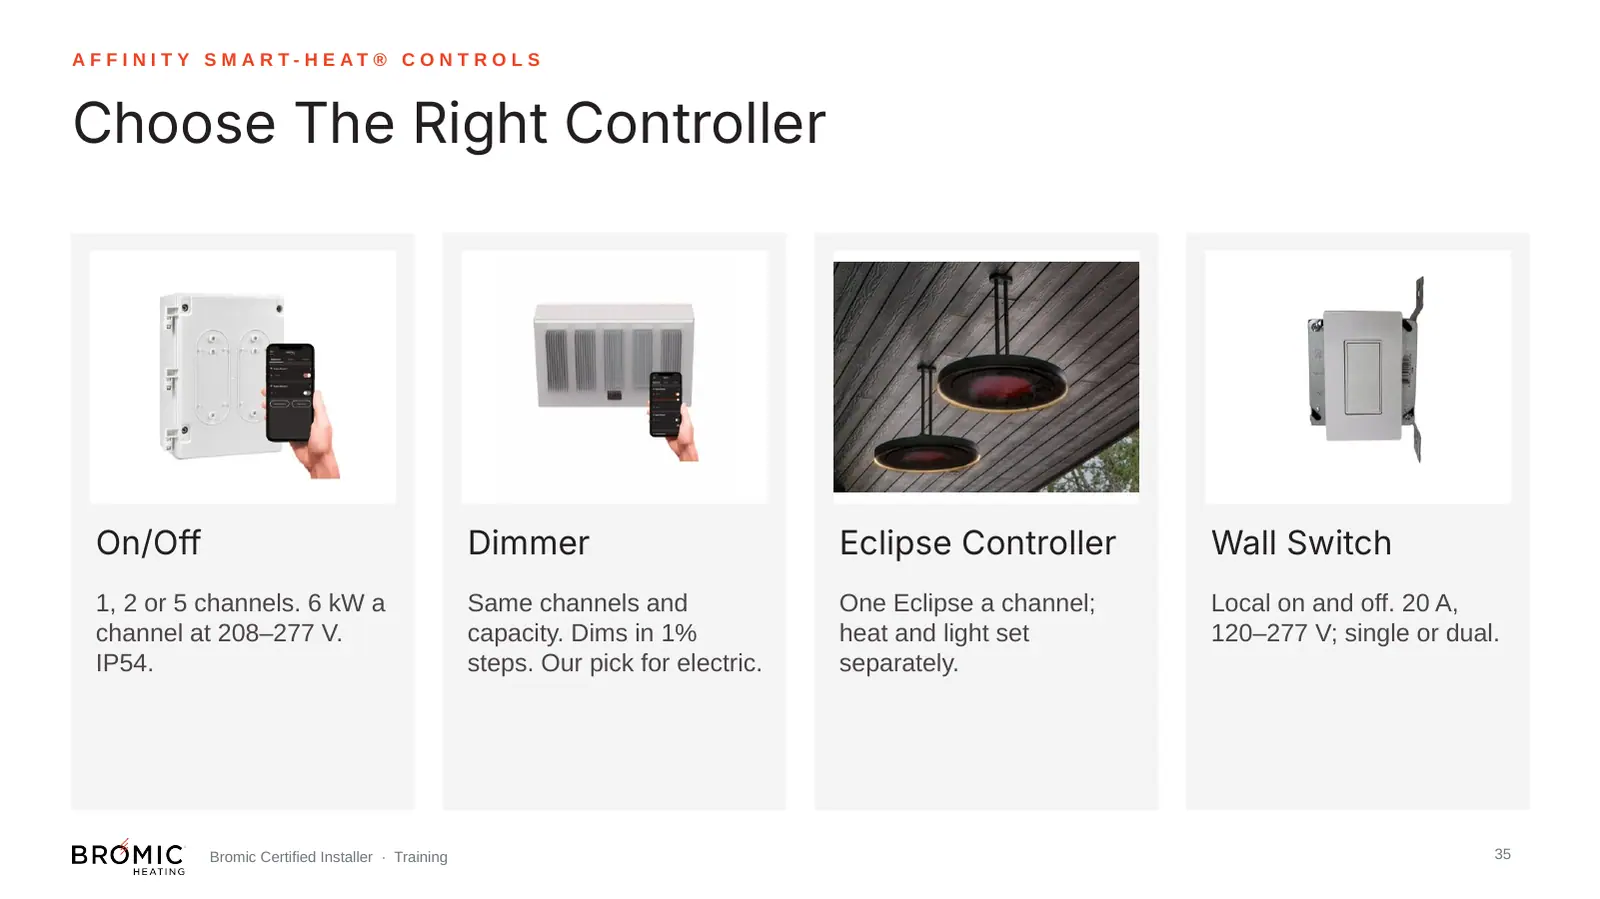 AFFINITY SMART-HEAT® CONTROLS
Choose The Right Controller
On/Off
1, 2 or 5 channels. 6 kW a
channel at 208–277 V.
IP54.
Dimmer
Same channels and
capacity. Dims in 1%
steps. Our pick for electric.
Eclipse Controller
One Eclipse a channel;
heat and light set
separately.
Wall Switch
Local on and off. 20 A,
120–277 V; single or dual.
BROMIC
HEATING
Bromic Certified Installer · Training
35